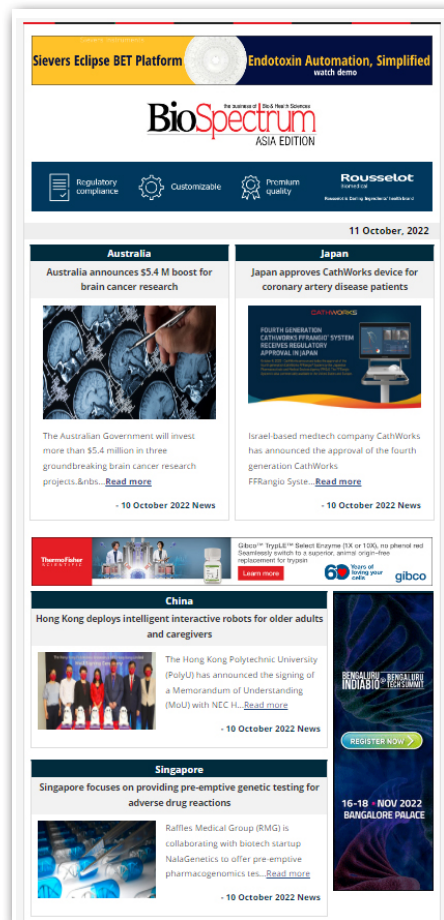 Sievers Eclipse BET Platform
Endotoxin Automation, Simplified
watch demo
the business of Bio & Health Sciences
BioSpectrum
ASIA EDITION
Regulatory
compliance
Customizable
Premium
quality
Rousselot
Biomedical
11 October, 2022
Australia
Australia announces $5.4 M boost for
brain cancer research
The Australian Government will invest
more than $5.4 million in three
groundbreaking brain cancer research
projects.&nbs...Read more
- 10 October 2022 News
Japan
Japan approves CathWorks device for
coronary artery disease patients
CATHWORKS
FOURTH GENERATION
CATHWORKS FFRANGIO® SYSTEM
RECEIVES REGULATORY
APPROVAL IN JAPAN
Israel-based medtech company CathWorks
has announced the approval of the fourth
generation CathWorks
FFRangio Syste...Read more
- 10 October 2022 News
ThermoFisher
SCIENTIFIC
Gibco™ TrypLE™ Select Enzyme (1X or 10X), no phenol red
Seamlessly switch to a superior, animal origin-free
replacement for trypsin
Learn more
60 Years of
loving your
cells
gibco
China
Hong Kong deploys intelligent interactive robots for older adults
and caregivers
The Hong Kong Polytechnic University
(PolyU) has announced the signing of
a Memorandum of Understanding
(MoU) with NEC H...Read more
- 10 October 2022 News
Singapore
Singapore focuses on providing pre-emptive genetic testing for
adverse drug reactions
Raffles Medical Group (RMG) is
collaborating with biotech startup
NalaGenetics to offer pre-emptive
pharmacogenomics tes...Read more
- 10 October 2022 News
BENGALURU
INDIABIO
BENGALURU
TECH SUMMIT
REGISTER NOW
16-18 • NOV 2022
BANGALORE PALACE